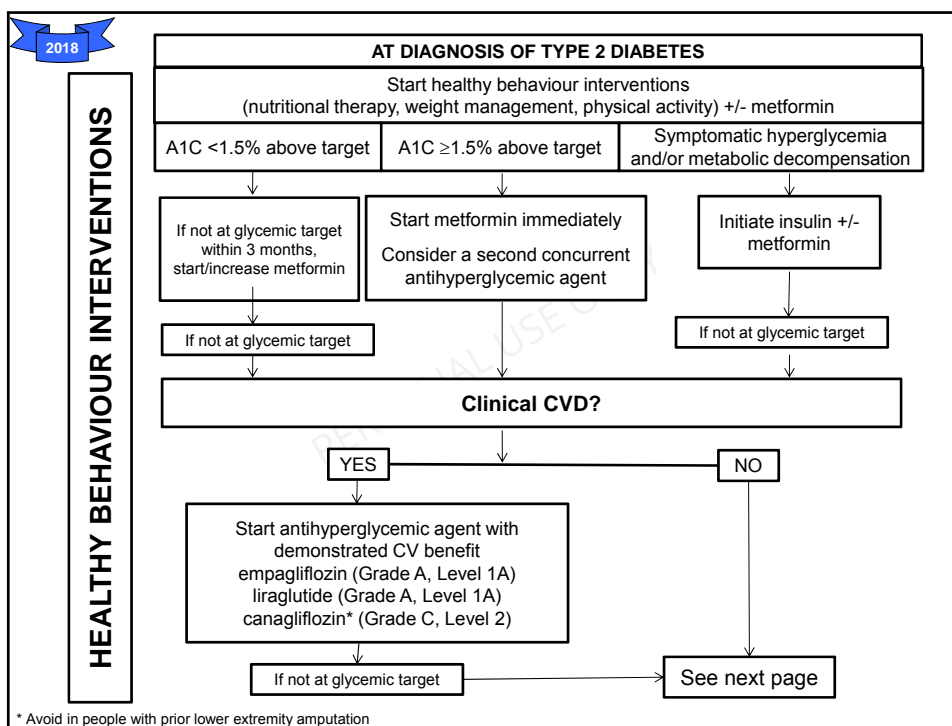 2018
AT DIAGNOSIS OF TYPE 2 DIABETES
HEALTHY BEHAVIOUR INTERVENTIONS
Start healthy behaviour interventions
(nutritional therapy, weight management, physical activity) +/- metformin
A1C <1.5% above target
A1C ≥1.5% above target
Symptomatic hyperglycemia
and/or metabolic decompensation
If not at glycemic target
within 3 months,
start/increase metformin
Start metformin immediately
Consider a second concurrent
antihyperglycemic agent
Initiate insulin +/-
metformin
If not at glycemic target
If not at glycemic target
Clinical CVD?
YES
NO
Start antihyperglycemic agent with
demonstrated CV benefit
empagliflozin (Grade A, Level 1A)
liraglutide (Grade A, Level 1A)
canagliflozin* (Grade C, Level 2)
If not at glycemic target
See next page
* Avoid in people with prior lower extremity amputation